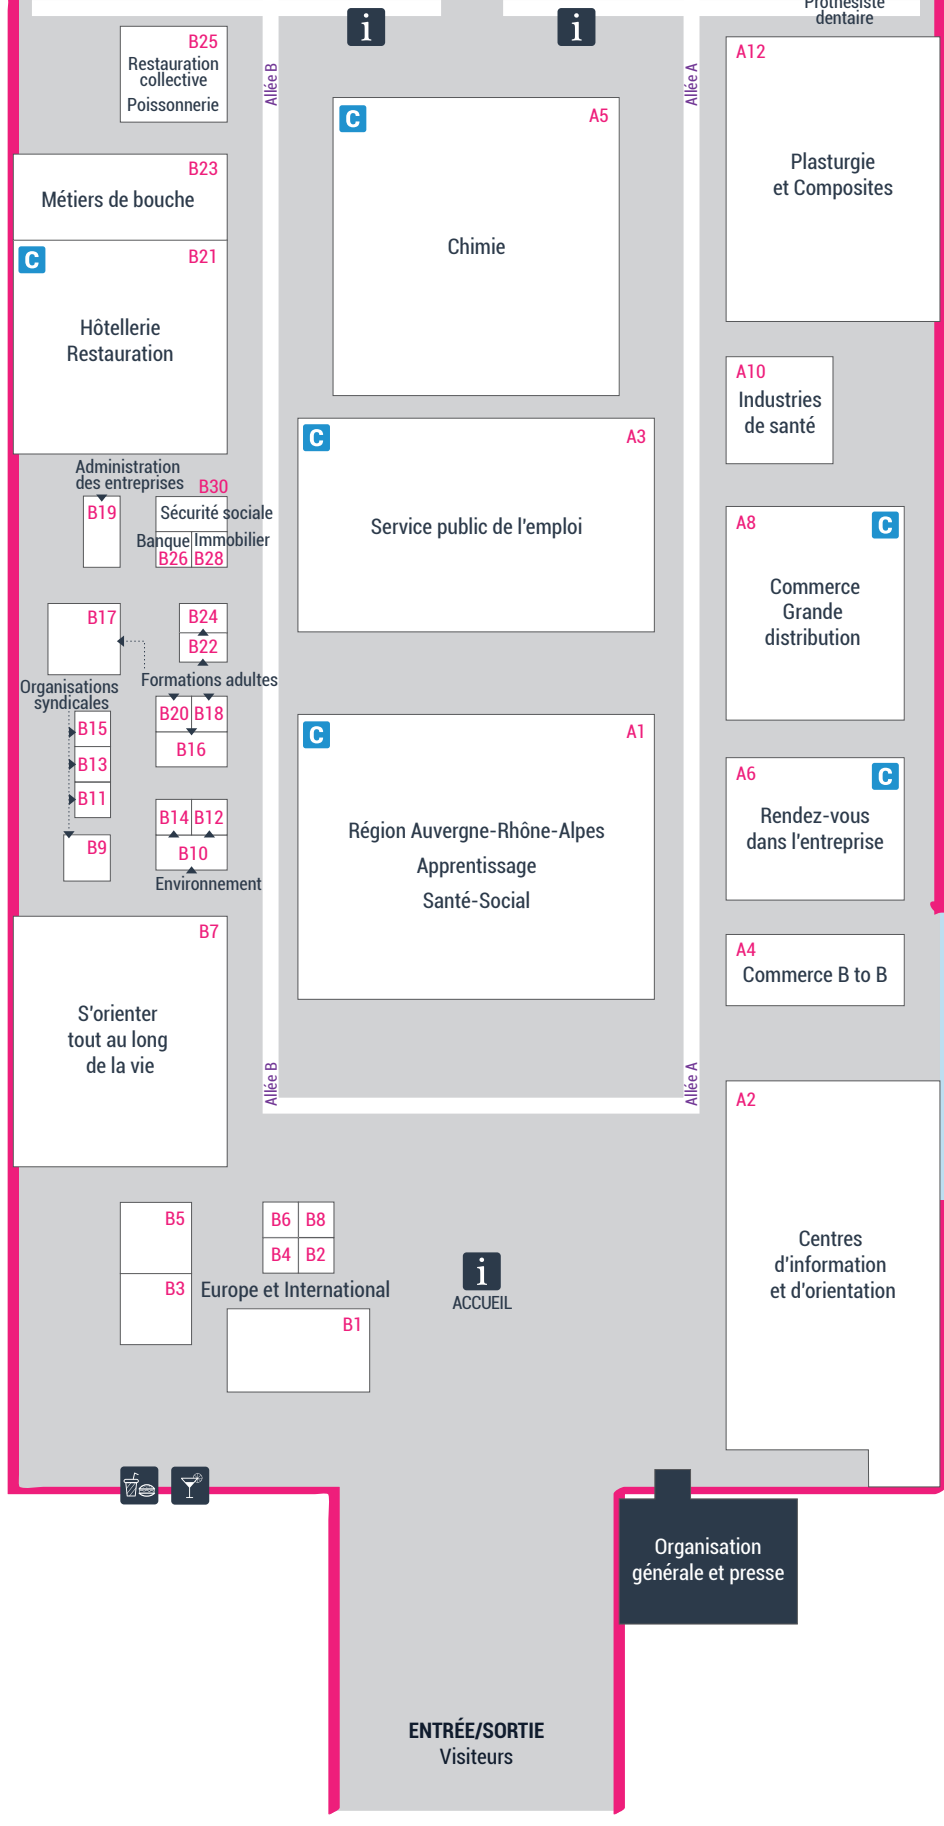 Prothésiste
dentaire
i
i
B25
Restauration
collective
Poissonnerie
Allée B
Allée A
A12
Plasturgie
et Composites
C
A5
Chimie
B23
Métiers de bouche
C
B21
Hôtellerie
Restauration
A10
Industries
de santé
C
A3
Service public de l'emploi
Administration
des entreprises
B19
B30
Sécurité sociale
Banque
Immobilier
B26
B28
A8
C
Commerce
Grande
distribution
B17
B24
B22
Formations adultes
Organisations
syndicales
B20
B18
B16
B15
B13
B11
B9
B14
B12
B10
Environnement
C
A1
Région Auvergne-Rhône-Alpes
Apprentissage
Santé-Social
A6
C
Rendez-vous
dans l'entreprise
A4
Commerce B to B
B7
S'orienter
tout au long
de la vie
Allée B
Allée A
A2
Centres
d'information
et d'orientation
B5
B3
B6
B8
B4
B2
Europe et International
B1
i
ACCUEIL
Organisation
générale et presse
ENTRÉE/SORTIE
Visiteurs